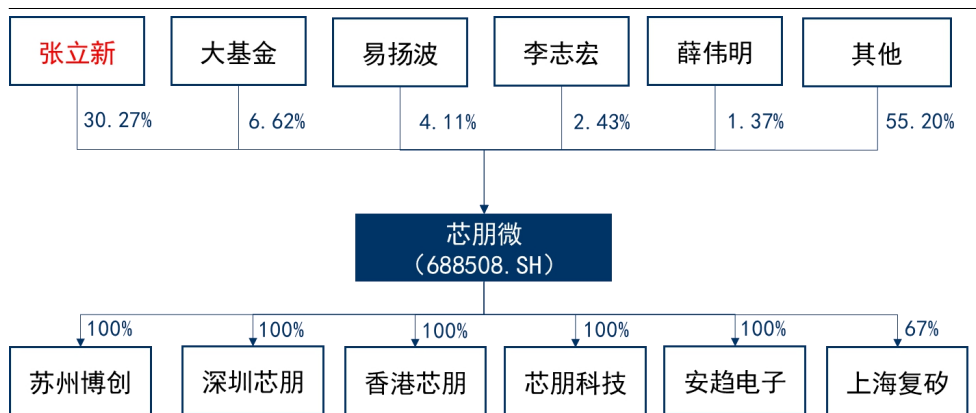 张立新
大基金
易扬波
李志宏
薛伟明
其他
30.27%
6.62%
4.11%
2.43%
1.37%
55.20%
芯朋微
（688508.SH）
100%
100%
100%
100%
100%
67%
苏州博创
深圳芯朋
香港芯朋
芯朋科技
安趋电子
上海复矽